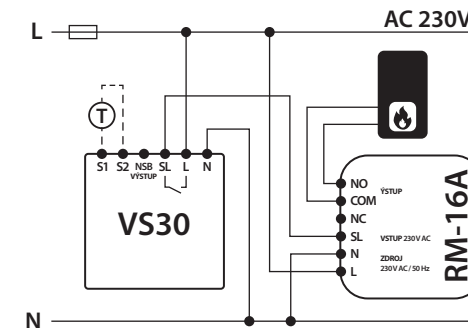 AC 230V
L
T
S1 S2 NSB SL L N
VÝSTUP
VS30
NO
ÝSTUP
COM
NC
SL VSTUP 230V AC
N ZDROJ
L 230V AC / 50 Hz
RM-16A
N